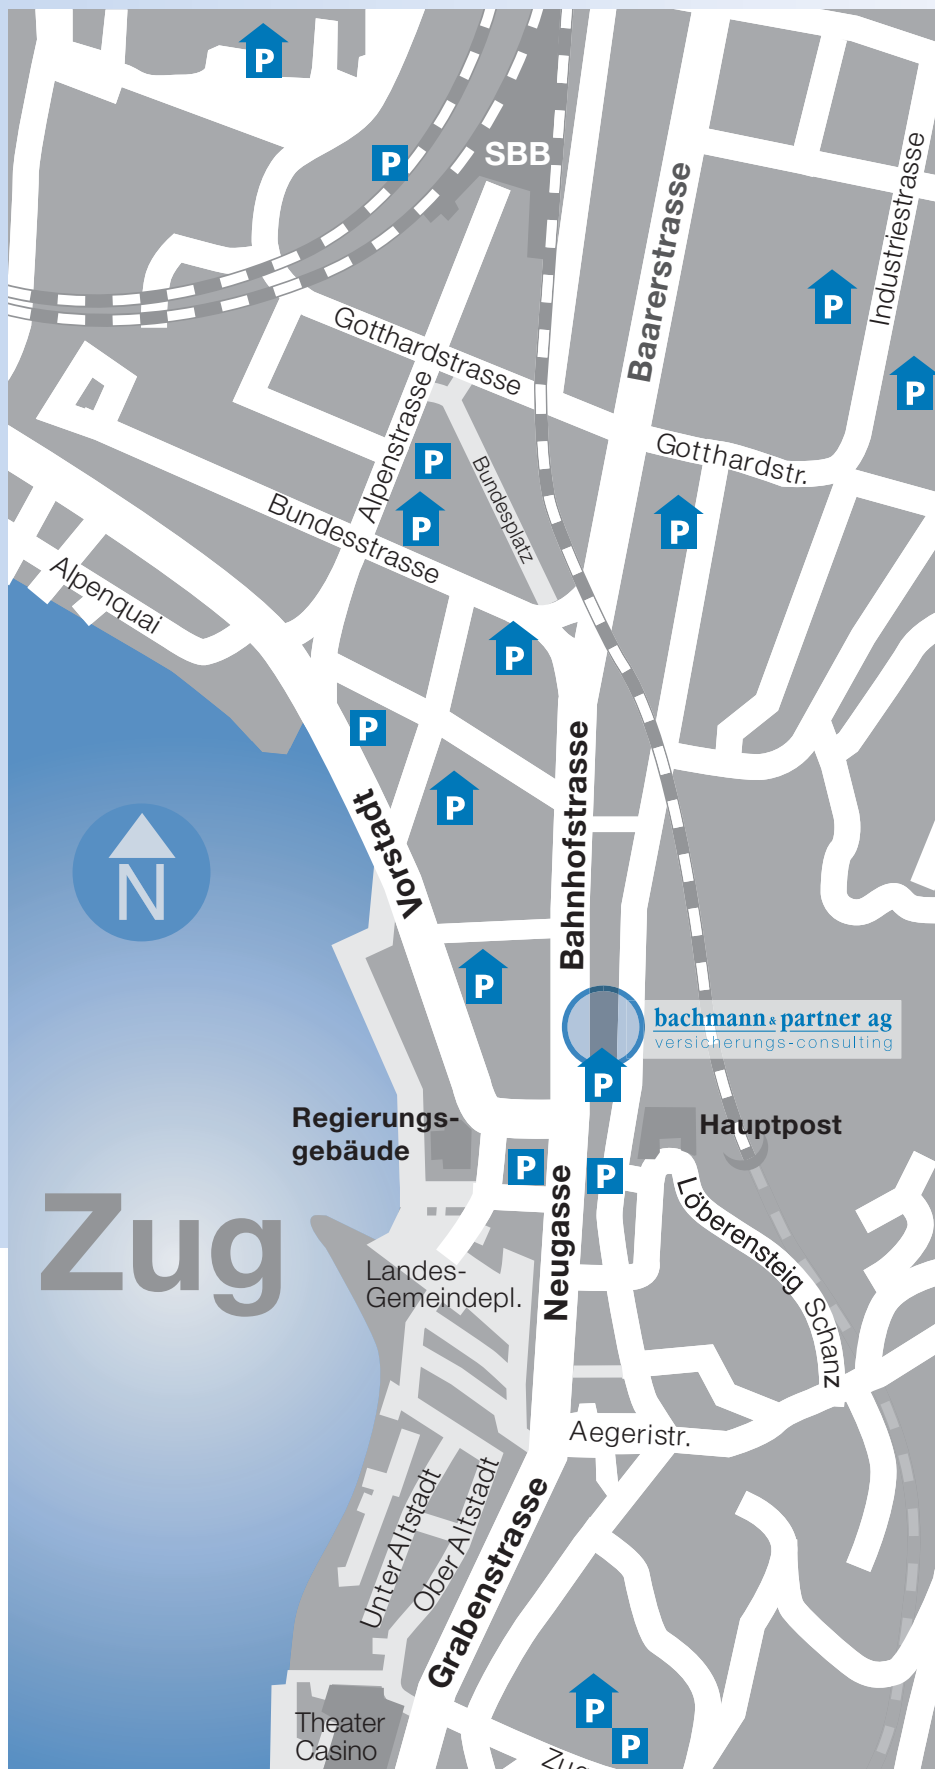 P
SBB
P
Baarerstrasse
Industriestrasse
P
Gotthardstrasse
P
Alpenstrasse
Gotthardstr.
P
Bundesplatz
P
P
Bundesstrasse
Alpenquai
P
P
Bahnhofstrasse
Vorstadt
P
N
P
bachmann & partner ag
versicherungs-consulting
P
Regierungs-
gebäude
Hauptpost
P
P
Neugasse
Löberensteig
Zug
Landes-
Gemeindepl.
Schanz
Aegeristr.
Unter Altstadt
Ober Altstadt
Grabenstrasse
P
P
Theater
Casino